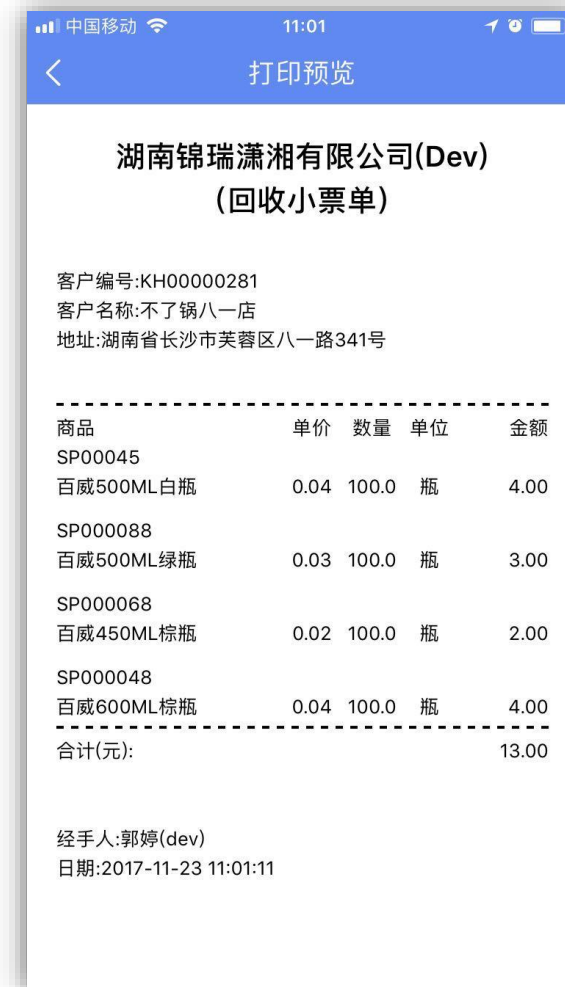 中国移动 11:01
打印预览
湖南锦瑞潇湘有限公司(Dev)
(回收小票单)
客户编号:KH00000281
客户名称:不了锅八一店
地址:湖南省长沙市芙蓉区八一路341号
商品 单价 数量 单位 金额
SP00045
百威500ML白瓶 0.04 100.0 瓶 4.00
SP000088
百威500ML绿瓶 0.03 100.0 瓶 3.00
SP000068
百威450ML棕瓶 0.02 100.0 瓶 2.00
SP000048
百威600ML棕瓶 0.04 100.0 瓶 4.00
合计(元): 13.00
经手人:郭婷(dev)
日期:2017-11-23 11:01:11